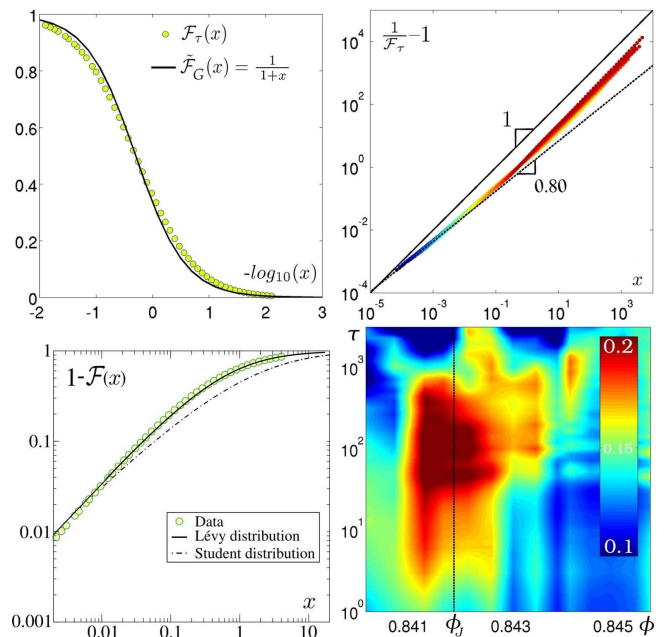 1
0.8
0.6
0.4
0.2
0
-2 -1 0 1 2 3
ℱτ(x)
ℱ̃G(x) = 1/(1+x)
-log10(x)
10^4
10^2
10^0
10^-2
10^-4
1/ℱτ -1
1
0.80
x
10^-5 10^-3 10^-1 10^1 10^3
1
0.1
0.01
0.001
1-ℱ(x)
Data
Lévy distribution
Student distribution
x
0.01 0.1 1 10
τ
10^3
10^2
10^1
10^0
0.2
0.15
0.1
0.841 ϕJ 0.843 0.845 ϕ